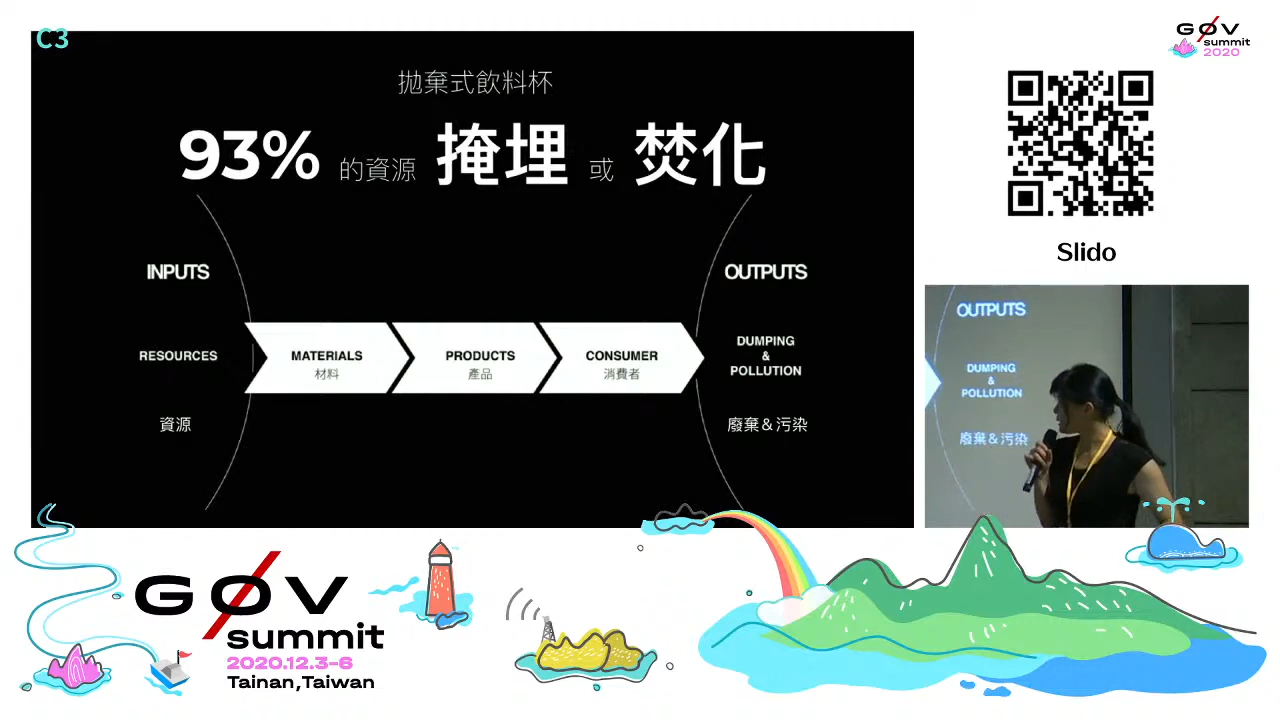 C3
拋棄式飲料杯
93% 的資源 掩埋 或 焚化
INPUTS
OUTPUTS
RESOURCES
MATERIALS
材料
PRODUCTS
產品
CONSUMER
消費者
DUMPING
&
POLLUTION
資源
廢棄&污染
GØV
summit
2020
Slido
OUTPUTS
DUMPING
&
POLLUTION
廢棄&污染
GØV
summit
2020.12.3-6
Tainan,Taiwan